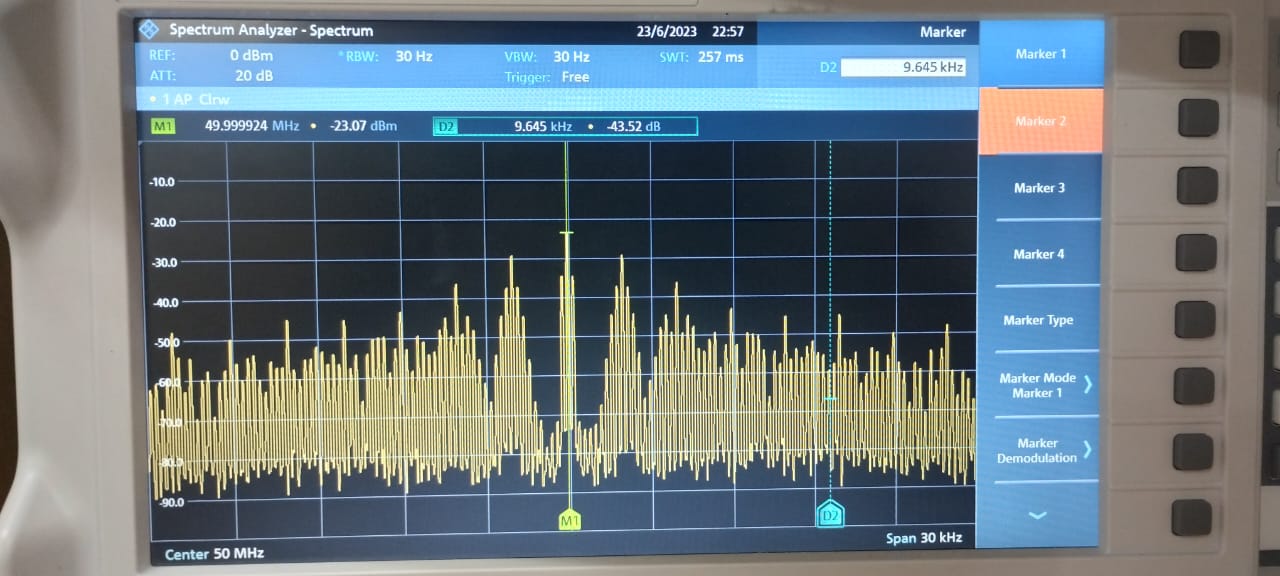 Spectrum Analyzer - Spectrum 23/6/2023 22:57 Marker
REF: 0 dBm *RBW: 30 Hz VBW: 30 Hz SWT: 257 ms
ATT: 20 dB Trigger: Free
D2 9.645 kHz
• 1 AP Clrw
M1 49.999924 MHz • -23.07 dBm D2 9.645 kHz • -43.52 dB
-10.0
-20.0
-30.0
-40.0
-50.0
-60.0
-70.0
-80.0
-90.0
M1 D2
Center 50 MHz Span 30 kHz
Marker 1
Marker 2
Marker 3
Marker 4
Marker Type
Marker Mode
Marker 1
Marker
Demodulation